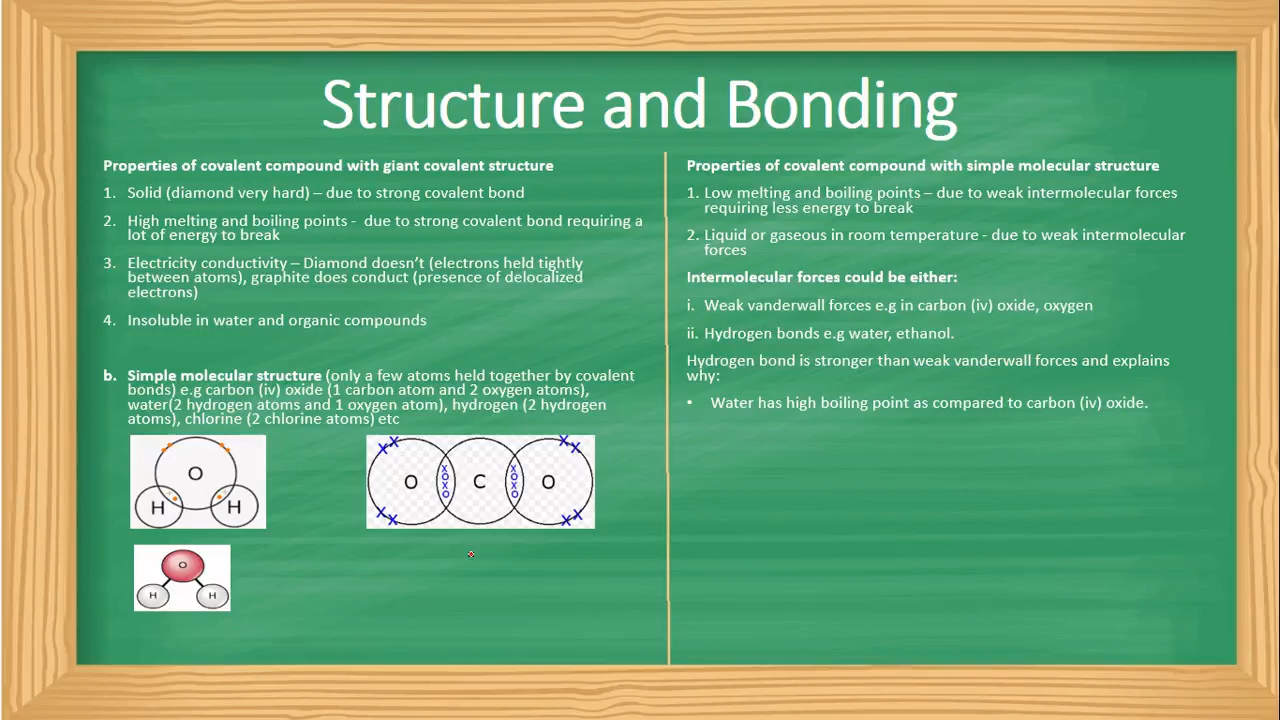 Structure and Bonding
Properties of covalent compound with giant covalent structure
1. Solid (diamond very hard) – due to strong covalent bond
2. High melting and boiling points - due to strong covalent bond requiring a
lot of energy to break
3. Electricity conductivity – Diamond doesn't (electrons held tightly
between atoms), graphite does conduct (presence of delocalized
electrons)
4. Insoluble in water and organic compounds
b. Simple molecular structure (only a few atoms held together by covalent
bonds) e.g carbon (iv) oxide (1 carbon atom and 2 oxygen atoms),
water(2 hydrogen atoms and 1 oxygen atom), hydrogen (2 hydrogen
atoms), chlorine (2 chlorine atoms) etc
O
H H
O C O
O
H H
Properties of covalent compound with simple molecular structure
1. Low melting and boiling points – due to weak intermolecular forces
requiring less energy to break
2. Liquid or gaseous in room temperature - due to weak intermolecular
forces
Intermolecular forces could be either:
i. Weak vanderwall forces e.g in carbon (iv) oxide, oxygen
ii. Hydrogen bonds e.g water, ethanol.
Hydrogen bond is stronger than weak vanderwall forces and explains
why:
• Water has high boiling point as compared to carbon (iv) oxide.